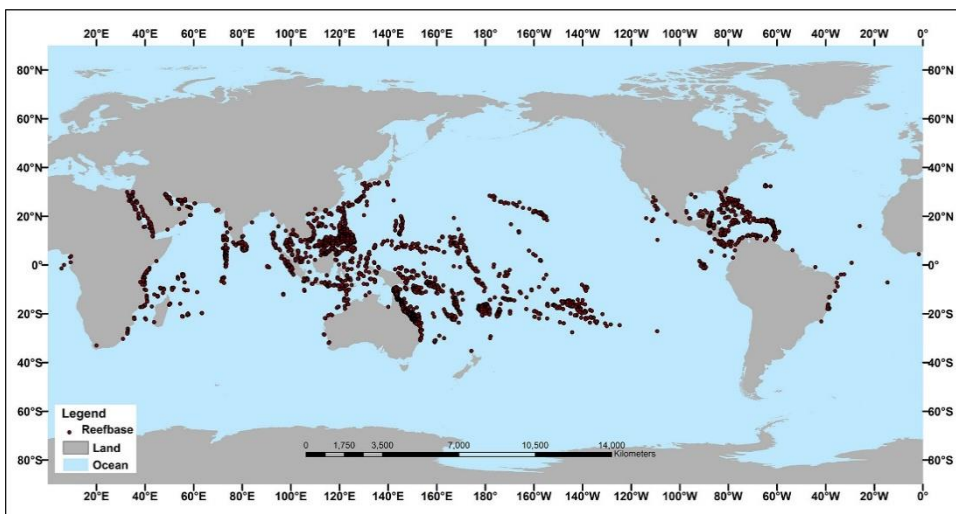 20°E 40°E 60°E 80°E 100°E 120°E 140°E 160°E 180° 160°W 140°W 120°W 100°W 80°W 60°W 40°W 20°W 0°
80°N 80°N
60°N 60°N
40°N 40°N
20°N 20°N
0° 0°
20°S 20°S
40°S 40°S
60°S 60°S
80°S 80°S
Legend
Reefbase
Land
Ocean
0 1,750 3,500 7,000 10,500 14,000
Kilometers
20°E 40°E 60°E 80°E 100°E 120°E 140°E 160°E 180° 160°W 140°W 120°W 100°W 80°W 60°W 40°W 20°W 0°